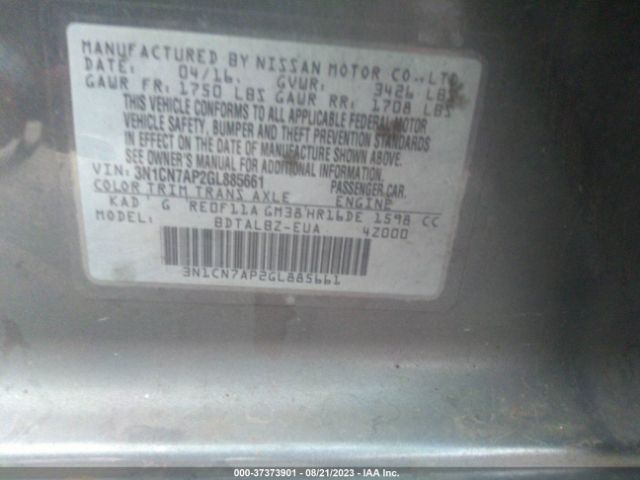 MANUFACTURED BY NISSAN MOTOR CO., LTD.
DATE: 04/16. GVWR: 3426 LBS
GAWR FR: 1750 LBS GAWR RR: 1708 LBS
THIS VEHICLE CONFORMS TO ALL APPLICABLE FEDERAL MOTOR
VEHICLE SAFETY, BUMPER AND THEFT PREVENTION STANDARDS
IN EFFECT ON THE DATE OF MANUFACTURE SHOWN ABOVE.
SEE OWNER'S MANUAL FOR ADDITIONAL INFORMATION.
VIN: 3N1CN7AP2GL885661 PASSENGER CAR
COLOR TRIM TRANS AXLE ENGINE
KAD G RE0F11A GM38 HR16DE 1598 CC
MODEL: BDTALBZ-EUA 42000
3N1CN7AP2GL885661
000-37373901 - 08/21/2023 - IAA Inc.